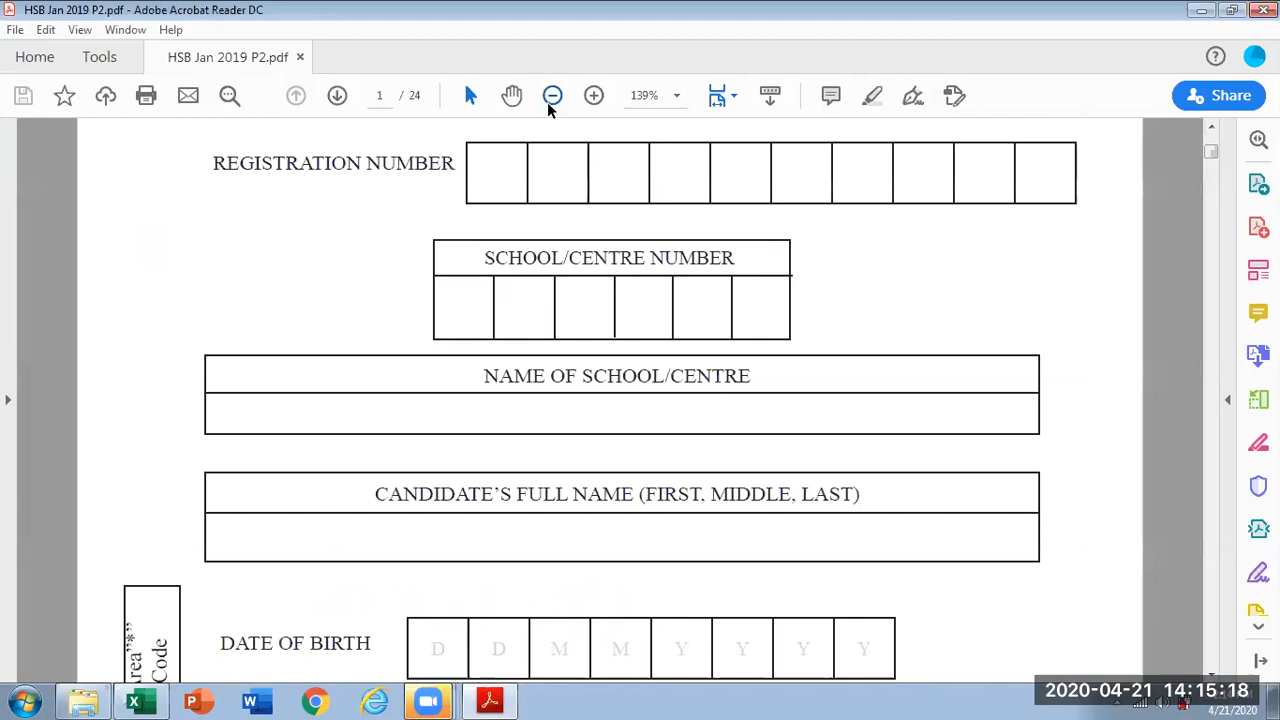 HSB Jan 2019 P2.pdf - Adobe Acrobat Reader DC
File Edit View Window Help
Home Tools HSB Jan 2019 P2.pdf
1 / 24 139% Share
REGISTRATION NUMBER
SCHOOL/CENTRE NUMBER
NAME OF SCHOOL/CENTRE
CANDIDATE'S FULL NAME (FIRST, MIDDLE, LAST)
DATE OF BIRTH D D M M Y Y Y Y
Code
2020-04-21 14:15:18
4/21/2020